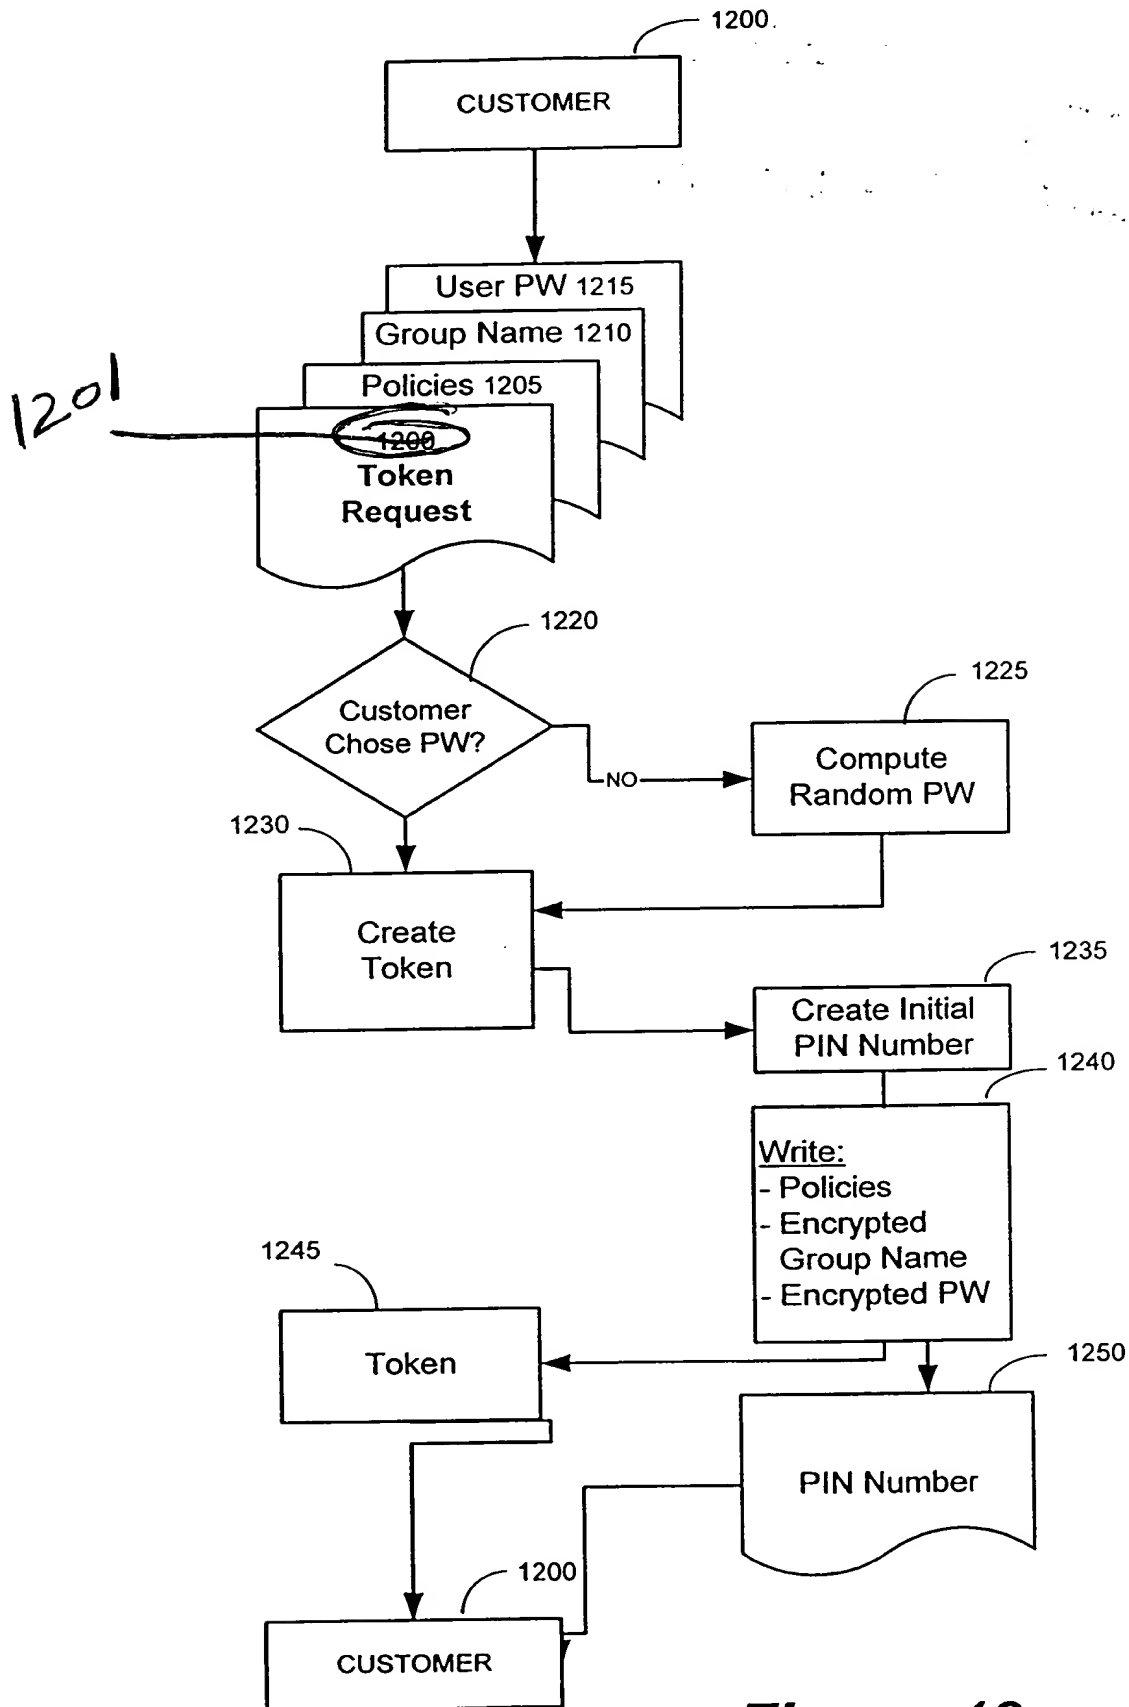 1200
CUSTOMER
User PW 1215
Group Name 1210
Policies 1205
1201
1200
Token
Request
1220
Customer
Chose PW?
1225
NO
Compute
Random PW
1230
Create
Token
1235
Create Initial
PIN Number
1240
Write:
- Policies
- Encrypted
Group Name
- Encrypted PW
1245
Token
1250
PIN Number
1200
CUSTOMER